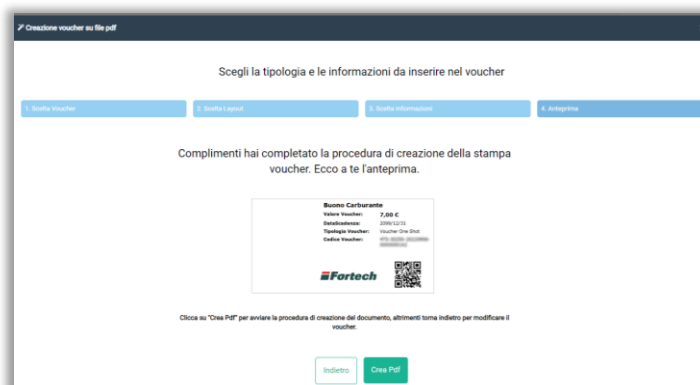 Creazione voucher su file pdf
Scegli la tipologia e le informazioni da inserire nel voucher
1. Scelta Voucher
2. Scelta Layout
3. Scelta Informazioni
4. Anteprima
Complimenti hai completato la procedura di creazione della stampa
voucher. Ecco a te l'anteprima.
Buono Carburante
Valore Voucher: 7,00 €
DataScadenza: 2099/12/31
Tipologia Voucher: Voucher One Shot
Codice Voucher:
Fortech
Clicca su "Crea Pdf" per avviare la procedura di creazione del documento, altrimenti torna indietro per modificare il
voucher.
Indietro
Crea Pdf